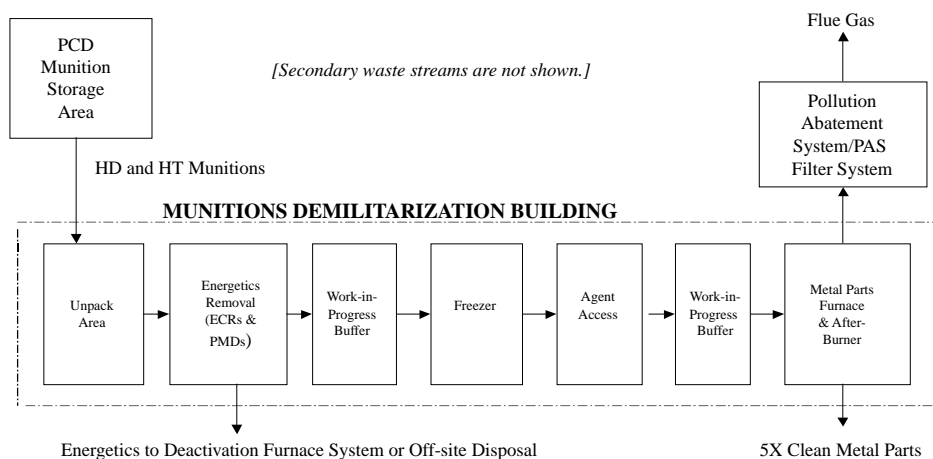 PCD
Munition
Storage
Area
[Secondary waste streams are not shown.]
Flue Gas
Pollution
Abatement
System/PAS
Filter System
HD and HT Munitions
MUNITIONS DEMILITARIZATION BUILDING
Unpack
Area
Energetics
Removal
(ECRs &
PMDs)
Work-in-
Progress
Buffer
Freezer
Agent
Access
Work-in-
Progress
Buffer
Metal Parts
Furnace
& After-
Burner
Energetics to Deactivation Furnace System or Off-site Disposal
5X Clean Metal Parts